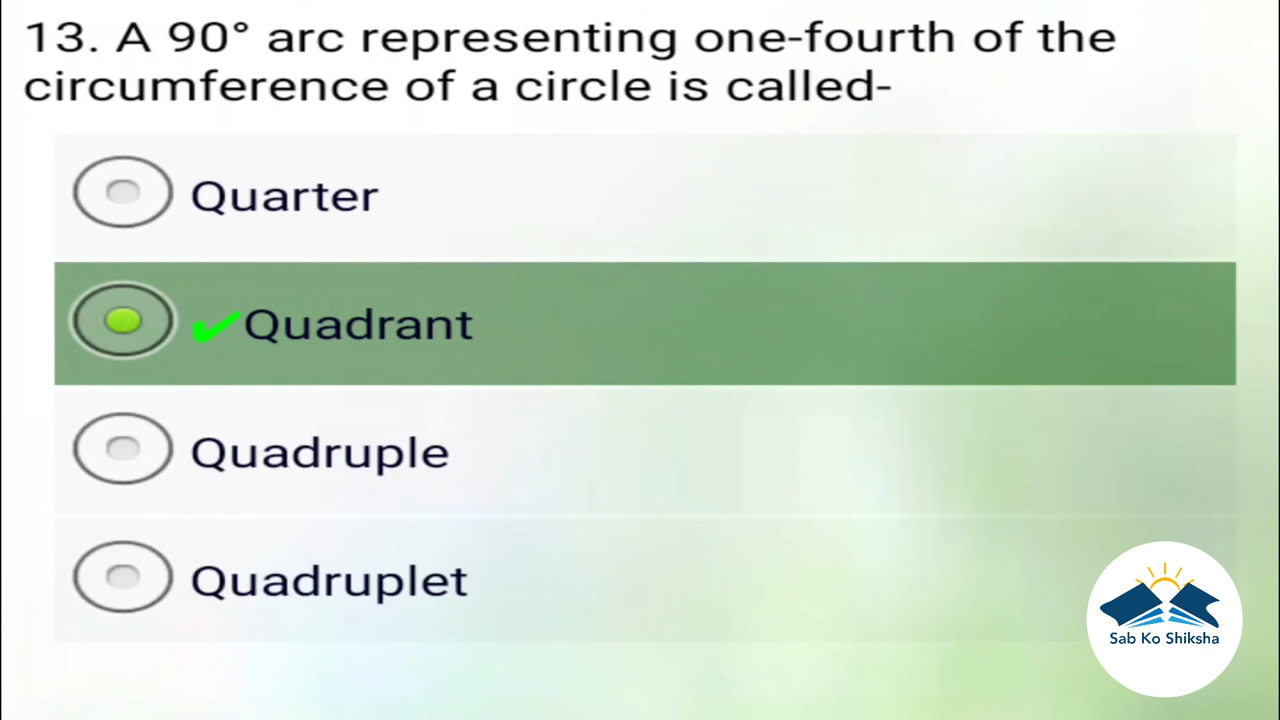 13. A 90° arc representing one-fourth of the
circumference of a circle is called-
Quarter
✔Quadrant
Quadruple
Quadruplet
Sab Ko Shiksha